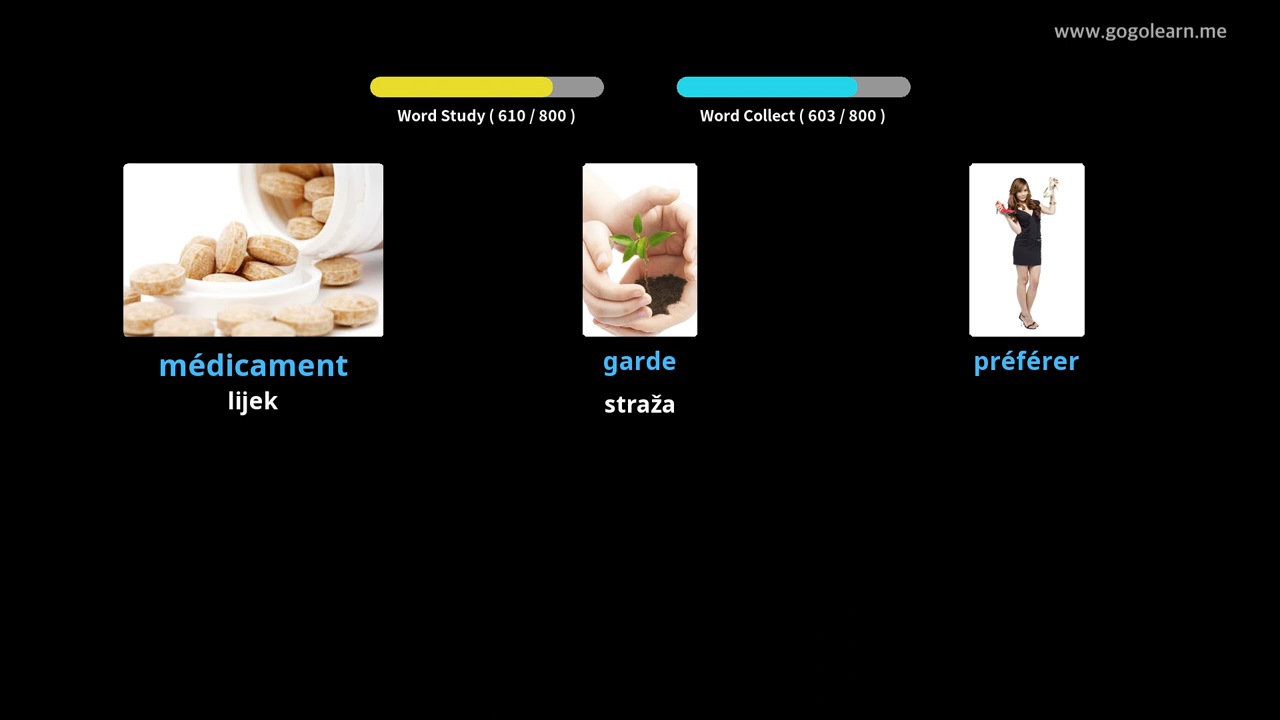 www.gogolearn.me
Word Study ( 610 / 800 )
Word Collect ( 603 / 800 )
médicament
lijek
garde
straža
préférer